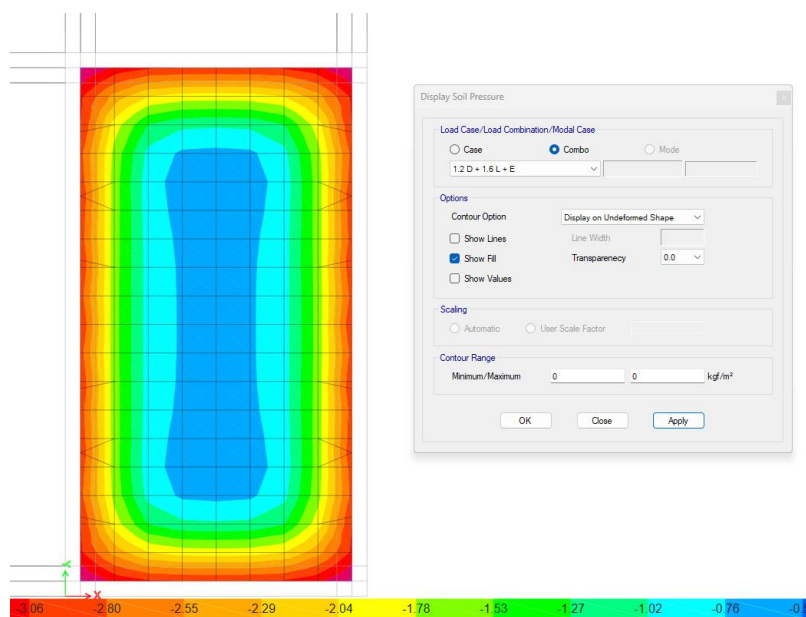 Display Soil Pressure
Load Case/Load Combination/Modal Case
Case Combo Mode
1.2 D + 1.6 L + E
Options
Contour Option Display on Undeformed Shape
Show Lines Line Width
Show Fill Transparenecy 0.0
Show Values
Scaling
Automatic User Scale Factor
Contour Range
Minimum/Maximum 0 0 kgf/m²
OK Close Apply
Y
X
-3.06 -2.80 -2.55 -2.29 -2.04 -1.78 -1.53 -1.27 -1.02 -0.76